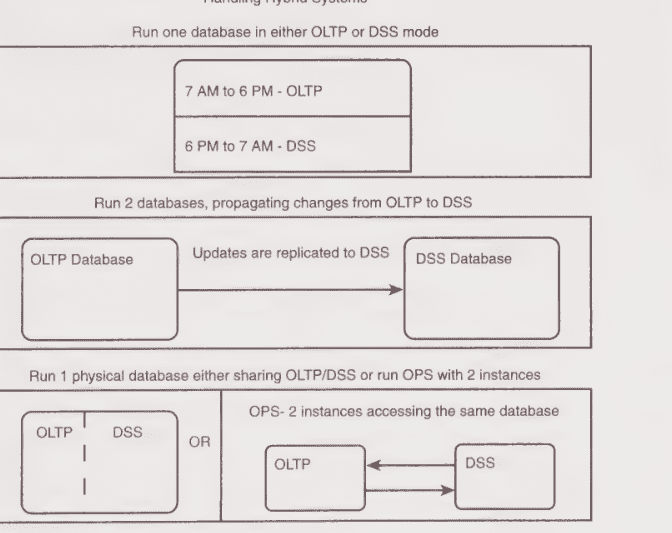 Handling Hybrid Systems
Run one database in either OLTP or DSS mode
7 AM to 6 PM - OLTP
6 PM to 7 AM - DSS
Run 2 databases, propagating changes from OLTP to DSS
OLTP Database
Updates are replicated to DSS
DSS Database
Run 1 physical database either sharing OLTP/DSS or run OPS with 2 instances
OLTP
DSS
OR
OPS- 2 instances accessing the same database
OLTP
DSS